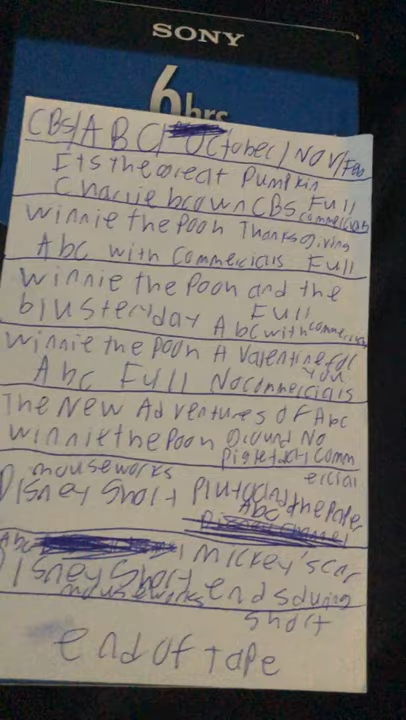 SONY
6hrs
CBS/ABC/ October/NOV/Feb
Its the Great Pumpkin
Charlie brown CBS Full
commercials
Winnie the Pooh Thanksgiving
Abc with Commercials Full
Winnie the Pooh and the
blusterday Full
Abc with commercials
Winnie the Pooh A Valentine for
you
Abc Full No commercials
The New Adventures Of Abc
Winnie the Pooh Ground
Piglet No
commercial
mouseworks
Disney Short Pluto and the
Abc
Abc Mickey's car
Disney Short ends during
mouseworks short
end of tape